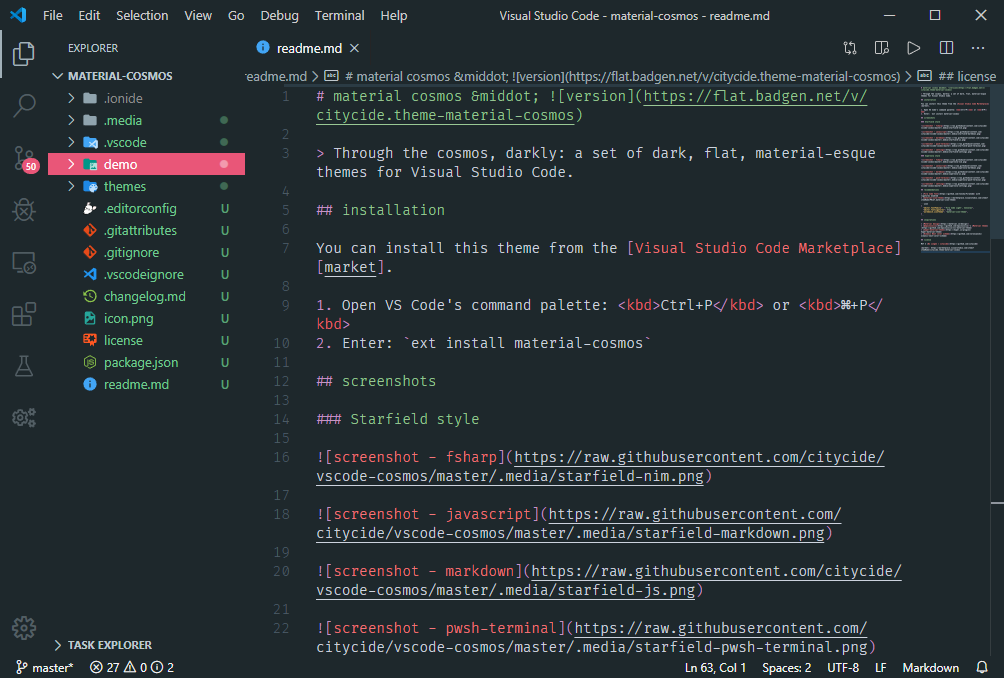 File Edit Selection View Go Debug Terminal Help
Visual Studio Code - material-cosmos - readme.md
EXPLORER
MATERIAL-COSMOS
.ionide
.media
.vscode
demo
themes
.editorconfig U
.gitattributes U
.gitignore U
.vscodeignore U
changelog.md U
icon.png U
license U
package.json U
readme.md U
50
TASK EXPLORER
readme.md
readme.md > # material cosmos &middot; ![version](https://flat.badgen.net/v/citycide.theme-material-cosmos) > ## license
1 # material cosmos &middot; ![version](https://flat.badgen.net/v/
citycide.theme-material-cosmos)
2
3 > Through the cosmos, darkly: a set of dark, flat, material-esque
themes for Visual Studio Code.
4
5 ## installation
6
7 You can install this theme from the [Visual Studio Code Marketplace]
[market].
8
9 1. Open VS Code's command palette: <kbd>Ctrl+P</kbd> or <kbd>⌘+P</
kbd>
10 2. Enter: `ext install material-cosmos`
11
12 ## screenshots
13
14 ### Starfield style
15
16 ![screenshot - fsharp](https://raw.githubusercontent.com/citycide/
vscode-cosmos/master/.media/starfield-nim.png)
17
18 ![screenshot - javascript](https://raw.githubusercontent.com/
citycide/vscode-cosmos/master/.media/starfield-markdown.png)
19
20 ![screenshot - markdown](https://raw.githubusercontent.com/citycide/
vscode-cosmos/master/.media/starfield-js.png)
21
22 ![screenshot - pwsh-terminal](https://raw.githubusercontent.com/
citycide/vscode-cosmos/master/.media/starfield-pwsh-terminal.png)
master* 27 0 2
Ln 63, Col 1 Spaces: 2 UTF-8 LF Markdown